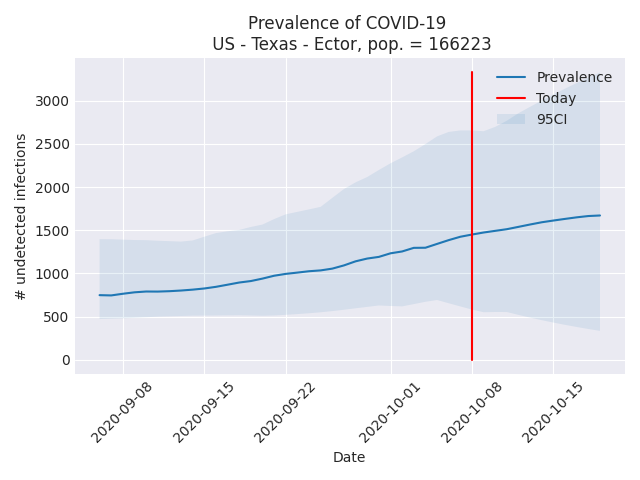 Prevalence of COVID-19
US - Texas - Ector, pop. = 166223
Prevalence
Today
95CI
# undetected infections
3000
2500
2000
1500
1000
500
0
2020-09-08
2020-09-15
2020-09-22
2020-10-01
2020-10-08
2020-10-15
Date